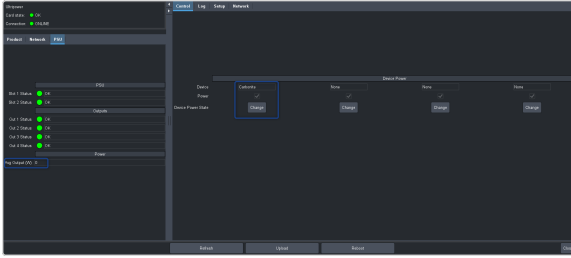 Ultripower
Card state: OK
Connection: ONLINE
Product Network PSU
PSU
Slot 1 Status OK
Slot 2 Status OK
Outputs
Out 1 Status OK
Out 2 Status OK
Out 3 Status OK
Out 4 Status OK
Power
Avg Output (W) 0
Control Log Setup Network
Device Power
Device Carbonite None None None
Power
Device Power State Change Change Change Change
Refresh Upload Reboot